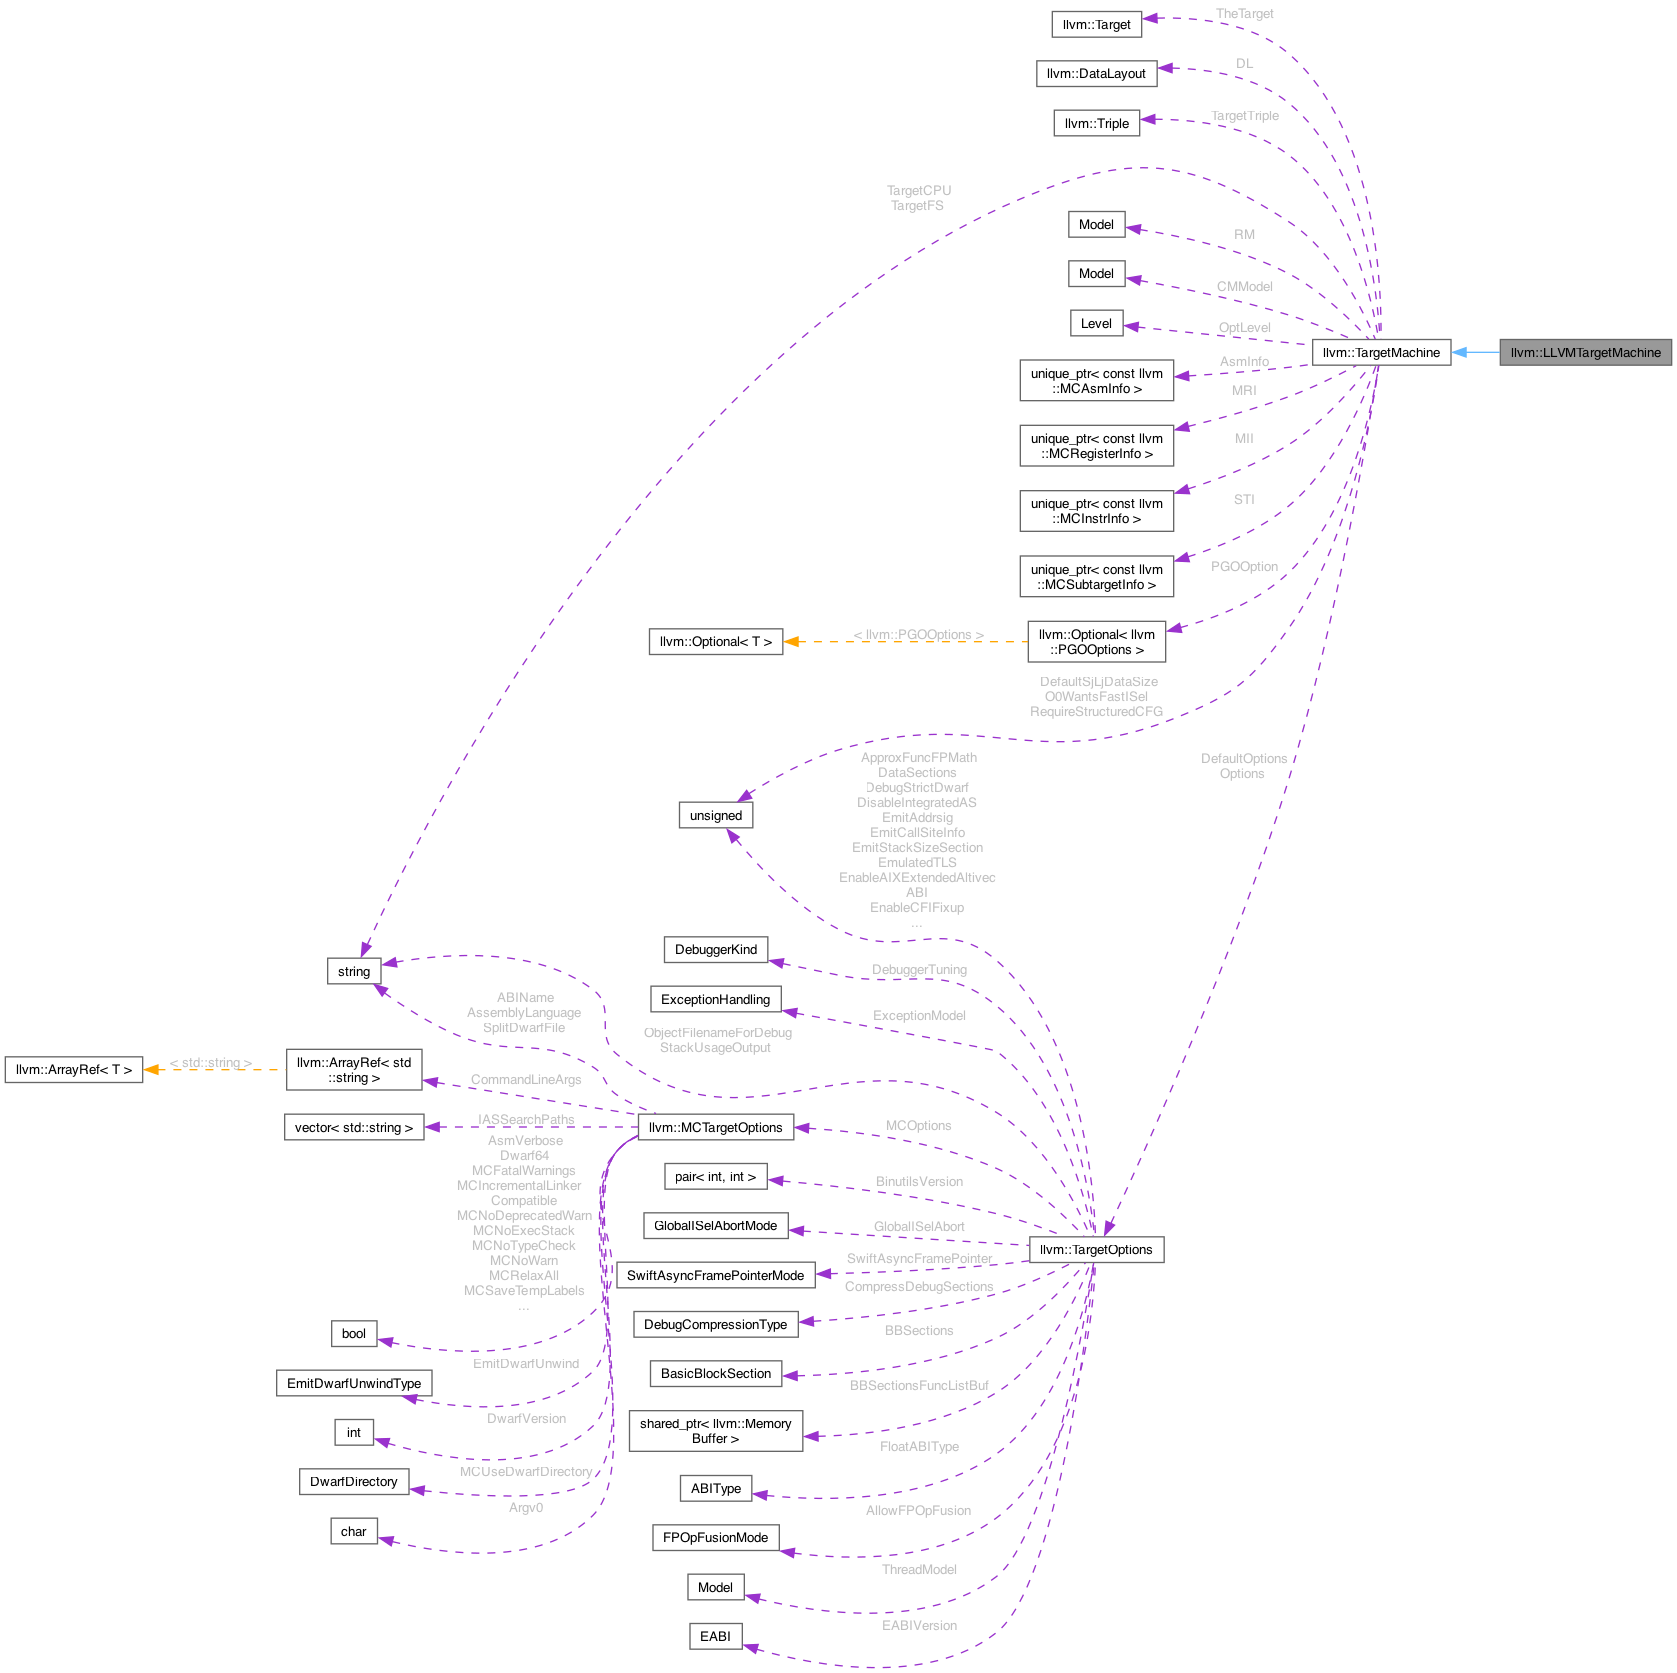 llvm::Target
TheTarget
llvm::DataLayout
DL
llvm::Triple
TargetTriple
TargetCPU
TargetFS
Model
RM
Model
CMModel
Level
OptLevel
llvm::TargetMachine
llvm::LLVMTargetMachine
unique_ptr< const llvm
::MCAsmInfo >
AsmInfo
unique_ptr< const llvm
::MCRegisterInfo >
MRI
unique_ptr< const llvm
::MCInstrInfo >
MII
unique_ptr< const llvm
::MCSubtargetInfo >
STI
PGOOption
llvm::Optional< T >
< llvm::PGOOptions >
llvm::Optional< llvm
::PGOOptions >
DefaultSjLjDataSize
O0WantsFastISel
RequireStructuredCFG
DefaultOptions
Options
unsigned
ApproxFuncFPMath
DataSections
DebugStrictDwarf
DisableIntegratedAS
EmitAddrsig
EmitCallSiteInfo
EmitStackSizeSection
EmulatedTLS
EnableAIXExtendedAltivec
ABI
EnableCFIFixup
...
DebuggerKind
DebuggerTuning
string
ExceptionHandling
ExceptionModel
ABIName
AssemblyLanguage
SplitDwarfFile
ObjectFilenameForDebug
StackUsageOutput
llvm::ArrayRef< T >
< std::string >
llvm::ArrayRef< std
::string >
CommandLineArgs
vector< std::string >
IASSearchPaths
llvm::MCTargetOptions
MCOptions
AsmVerbose
Dwarf64
MCFatalWarnings
MCIncrementalLinker
Compatible
MCNoDeprecatedWarn
MCNoExecStack
MCNoTypeCheck
MCNoWarn
MCRelaxAll
MCSaveTempLabels
...
pair< int, int >
BinutilsVersion
GlobalISelAbortMode
GlobalISelAbort
llvm::TargetOptions
SwiftAsyncFramePointerMode
SwiftAsyncFramePointer
DebugCompressionType
CompressDebugSections
bool
BBSections
EmitDwarfUnwindType
EmitDwarfUnwind
BasicBlockSection
BBSectionsFuncListBuf
int
DwarfVersion
shared_ptr< llvm::Memory
Buffer >
FloatABIType
DwarfDirectory
MCUseDwarfDirectory
ABIType
char
Argv0
AllowFPOpFusion
FPOpFusionMode
ThreadModel
Model
EABIVersion
EABI